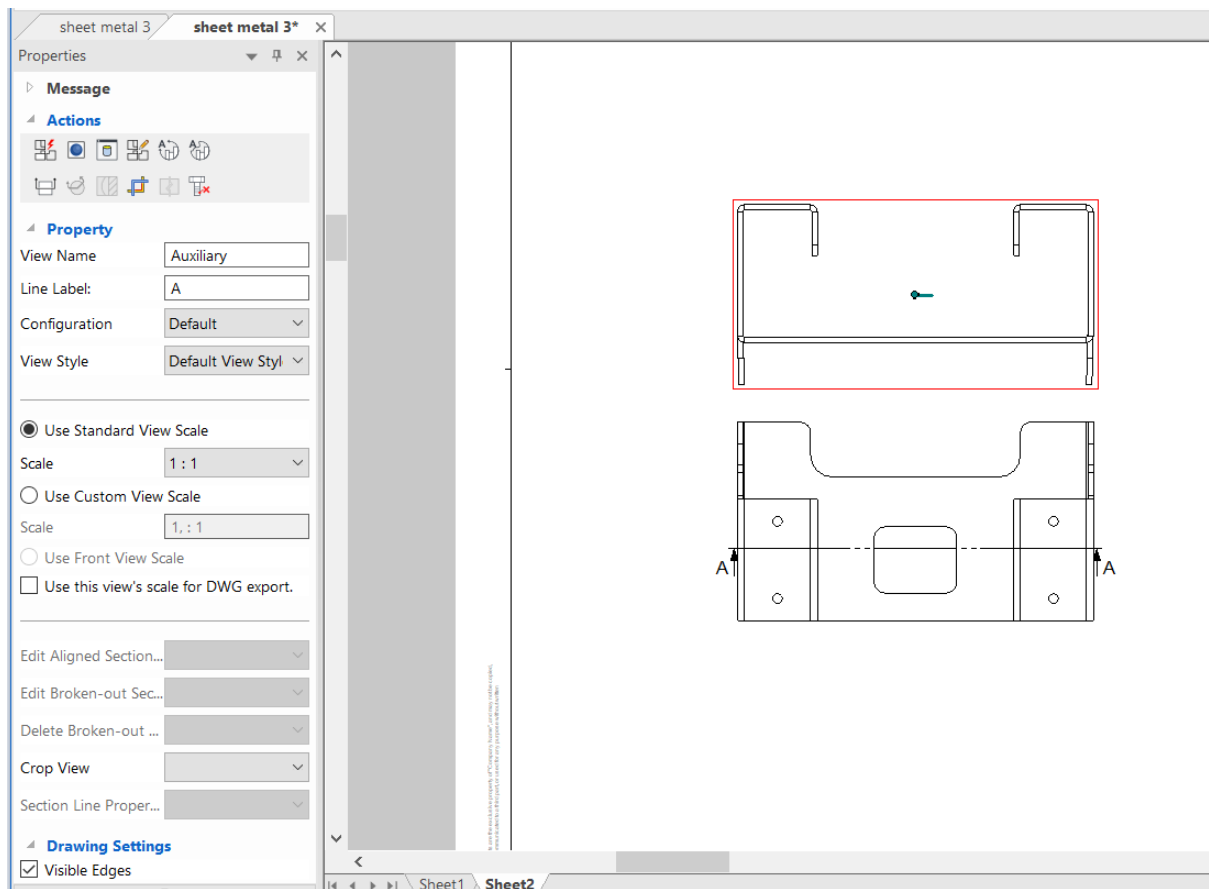 sheet metal 3
sheet metal 3*
Properties
Message
Actions
Property
View Name
Auxiliary
Line Label:
A
Configuration
Default
View Style
Default View Styl
Use Standard View Scale
Scale
1 : 1
Use Custom View Scale
Scale
1, : 1
Use Front View Scale
Use this view's scale for DWG export.
Edit Aligned Section...
Edit Broken-out Sec...
Delete Broken-out ...
Crop View
Section Line Proper...
Drawing Settings
Visible Edges
A
A
Sheet1
Sheet2